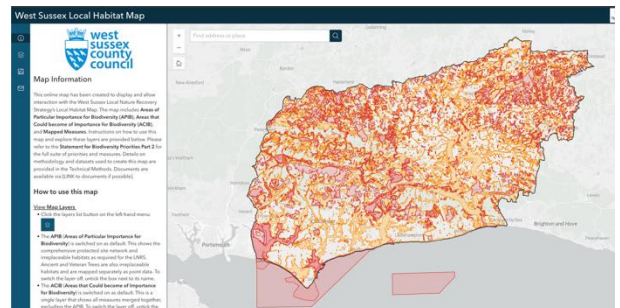 West Sussex Local Habitat Map
Find address or place
west
sussex
county
council
Map Information
This online map has been created to display and allow
interaction with the West Sussex Local Nature Recovery
Strategy's Local Habitat Map. The map includes Areas of
Particular Importance for Biodiversity (APIB), Areas that
Could become of Importance for Biodiversity (ACIB),
and Mapped Measures. Instructions on how to use this
map and explore these layers are provided below. Please
refer to the Statement for Biodiversity Priorities Part 2 for
the full suite of priorities and measures. Details on
methodology and datasets used to create this map are
provided in the Technical Methods. Documents are
available via [LINK to documents if possible].
How to use this map
View Map Layers
• Click the layers list button on the left-hand menu
• The APIB (Areas of Particular Importance for
Biodiversity) is switched on as default. This shows the
comprehensive protected site network and
irreplaceable habitats as required for the LNRS.
Ancient and Veteran Trees are also irreplaceable
habitats and are mapped separately as point data. To
switch the layer off, untick the box next to its name.
• The ACIB (Areas that Could become of Importance
for Biodiversity) is switched on as default. This is a
single layer that shows all measures merged together,
excluding the APIB. To switch the layer off, untick the
Portsmouth
Brighton and Hove